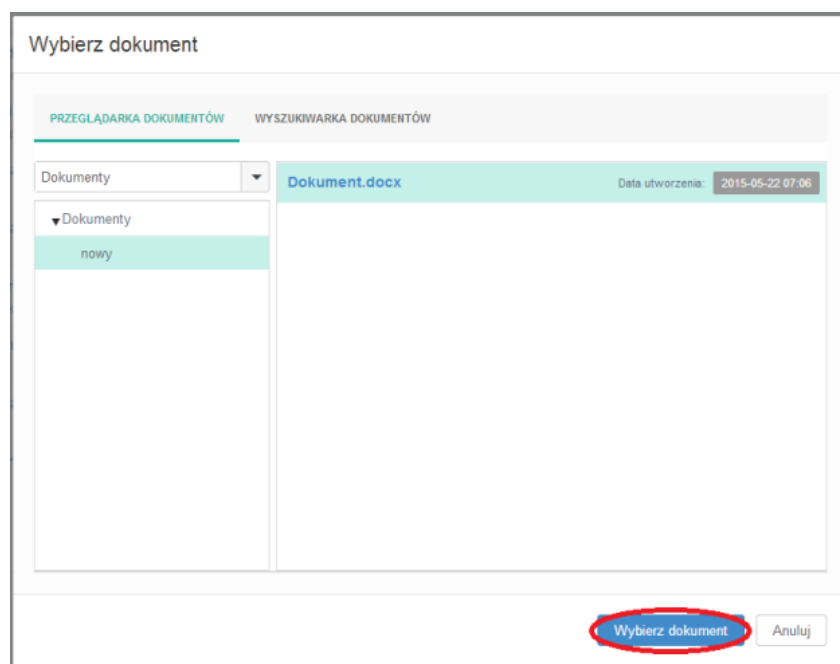 Wybierz dokument
PRZEGLĄDARKA DOKUMENTÓW WYSZUKIWARKA DOKUMENTÓW
Dokumenty
Dokument.docx Data utworzenia: 2015-05-22 07:06
Dokumenty
nowy
Wybierz dokument Anuluj